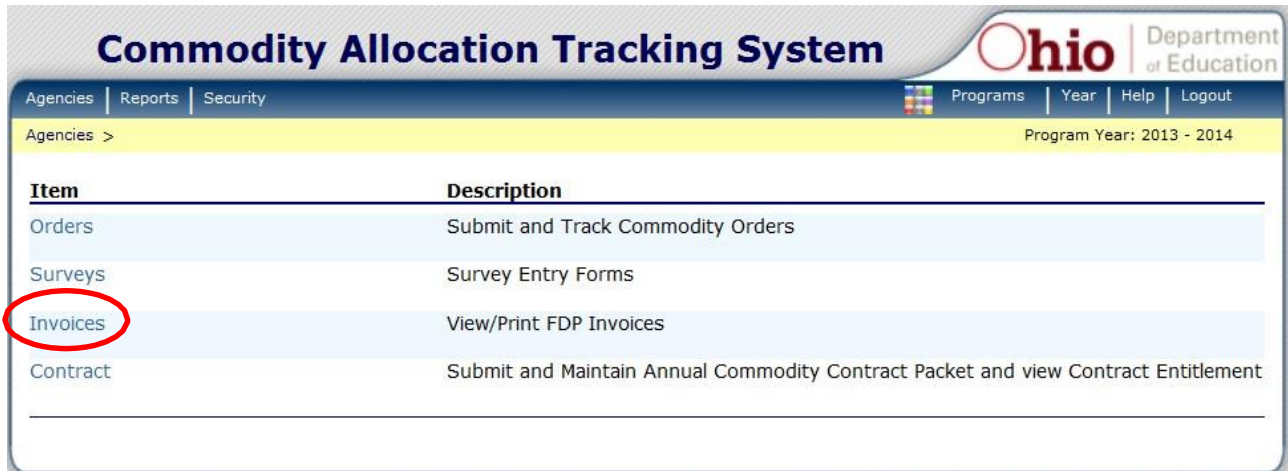 Commodity Allocation Tracking System
Ohio Department of Education
Agencies | Reports | Security Programs | Year | Help | Logout
Agencies > Program Year: 2013 - 2014
Item Description
Orders Submit and Track Commodity Orders
Surveys Survey Entry Forms
Invoices View/Print FDP Invoices
Contract Submit and Maintain Annual Commodity Contract Packet and view Contract Entitlement